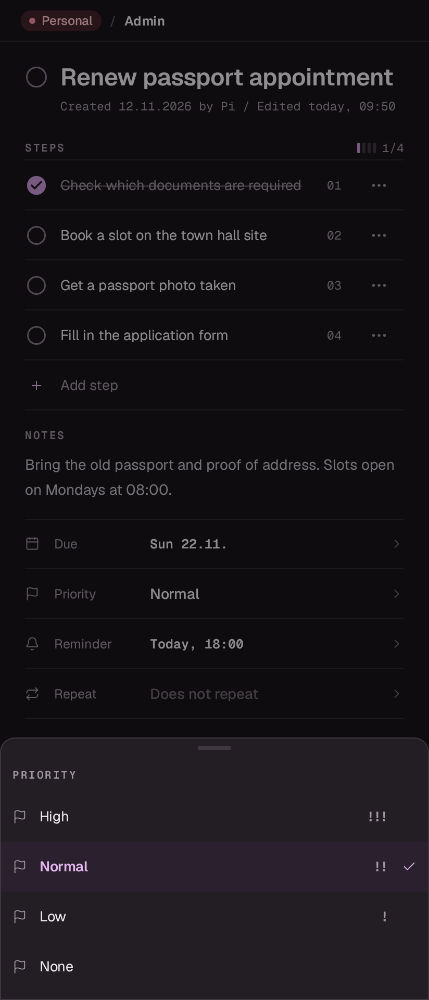 Personal / Admin
Renew passport appointment
Created 12.11.2026 by Pi / Edited today, 09:50
STEPS 1/4
Check which documents are required 01
Book a slot on the town hall site 02
Get a passport photo taken 03
Fill in the application form 04
Add step
NOTES
Bring the old passport and proof of address. Slots open
on Mondays at 08:00.
Due Sun 22.11.
Priority Normal
Reminder Today, 18:00
Repeat Does not repeat
PRIORITY
High !!!
Normal !!
Low !
None